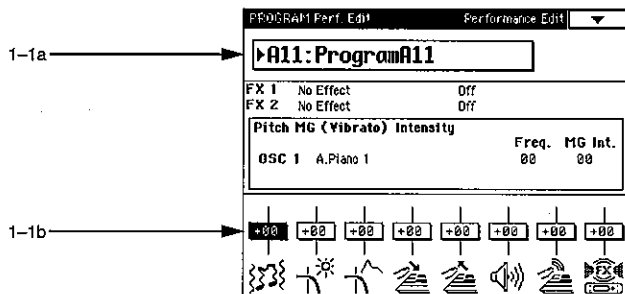 PROGRAM Perf. Edit Performance Edit
1-1a
▶A11:ProgramA11
FX 1 No Effect Off
FX 2 No Effect Off
Pitch MG (Vibrato) Intensity
Freq. MG Int.
OSC 1 A.Piano 1 00 00
1-1b
+00 +00 +00 +00 +00 +00 +00 +00
FX